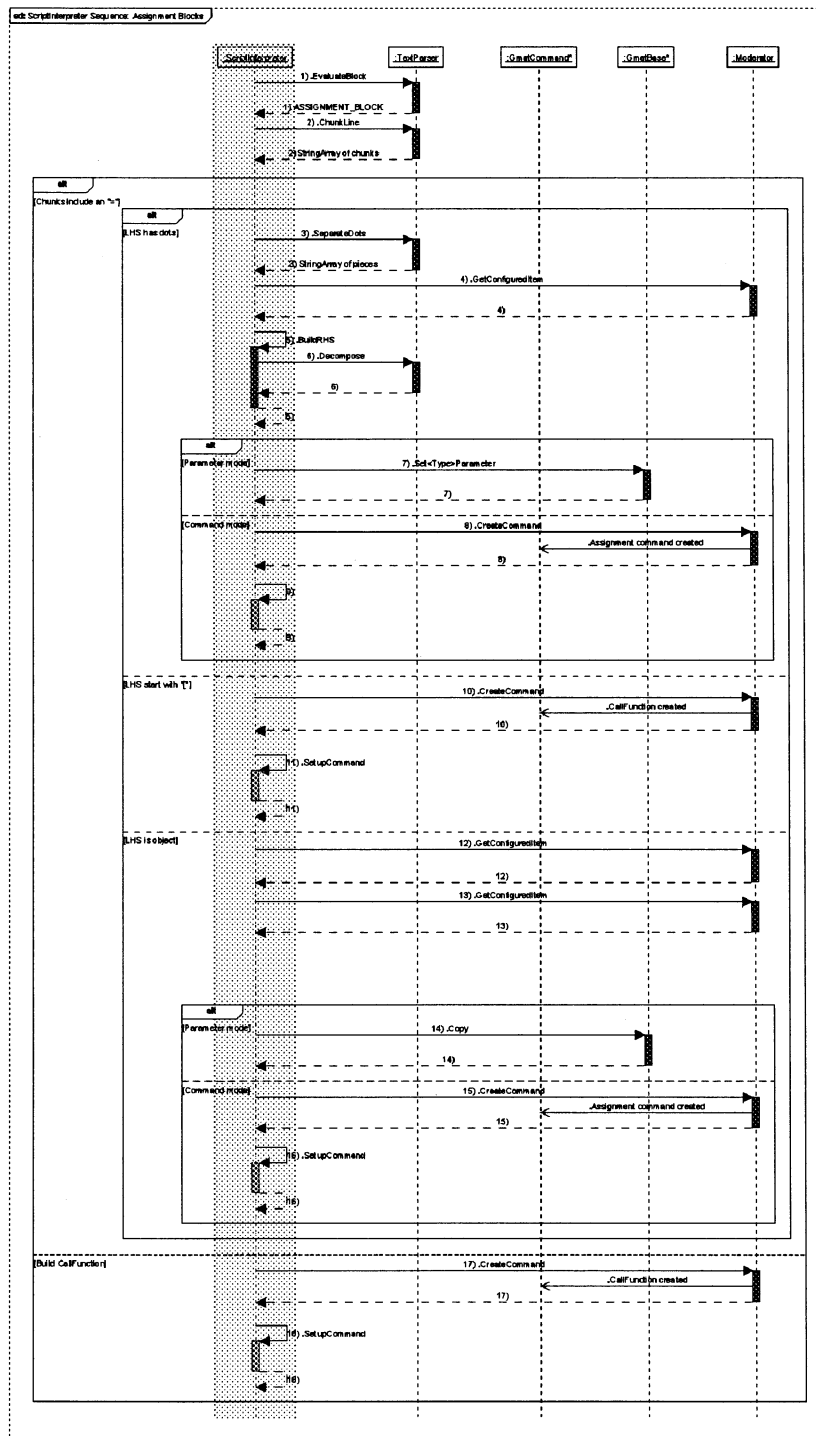 sd: ScriptInterpreter Sequence: Assignment Blocks
:ScriptInterpreter
:TextParser
:GmatCommand*
:GmatBase*
:Moderator
1) .EvaluateBlock
1) ASSIGNMENT_BLOCK
2) .ChunkLine
2) StringArray of chunks
alt
[Chunks include an "="]
alt
[LHS has dots]
3) .SeparateDots
3) StringArray of pieces
4) .GetConfiguredItem
4)
5) .BuildRHS
6) .Decompose
6)
5)
alt
[Parameter mode]
7) .Set<Type>Parameter
7)
[Command mode]
8) .CreateCommand
.Assignment command created
8)
9)
9)
[LHS start with "["]
10) .CreateCommand
.CallFunction created
10)
11) .SetupCommand
11)
[LHS is object]
12) .GetConfiguredItem
12)
13) .GetConfiguredItem
13)
alt
[Parameter mode]
14) .Copy
14)
[Command mode]
15) .CreateCommand
.Assignment command created
15)
16) .SetupCommand
16)
[Build CallFunction]
17) .CreateCommand
.CallFunction created
17)
18) .SetupCommand
18)